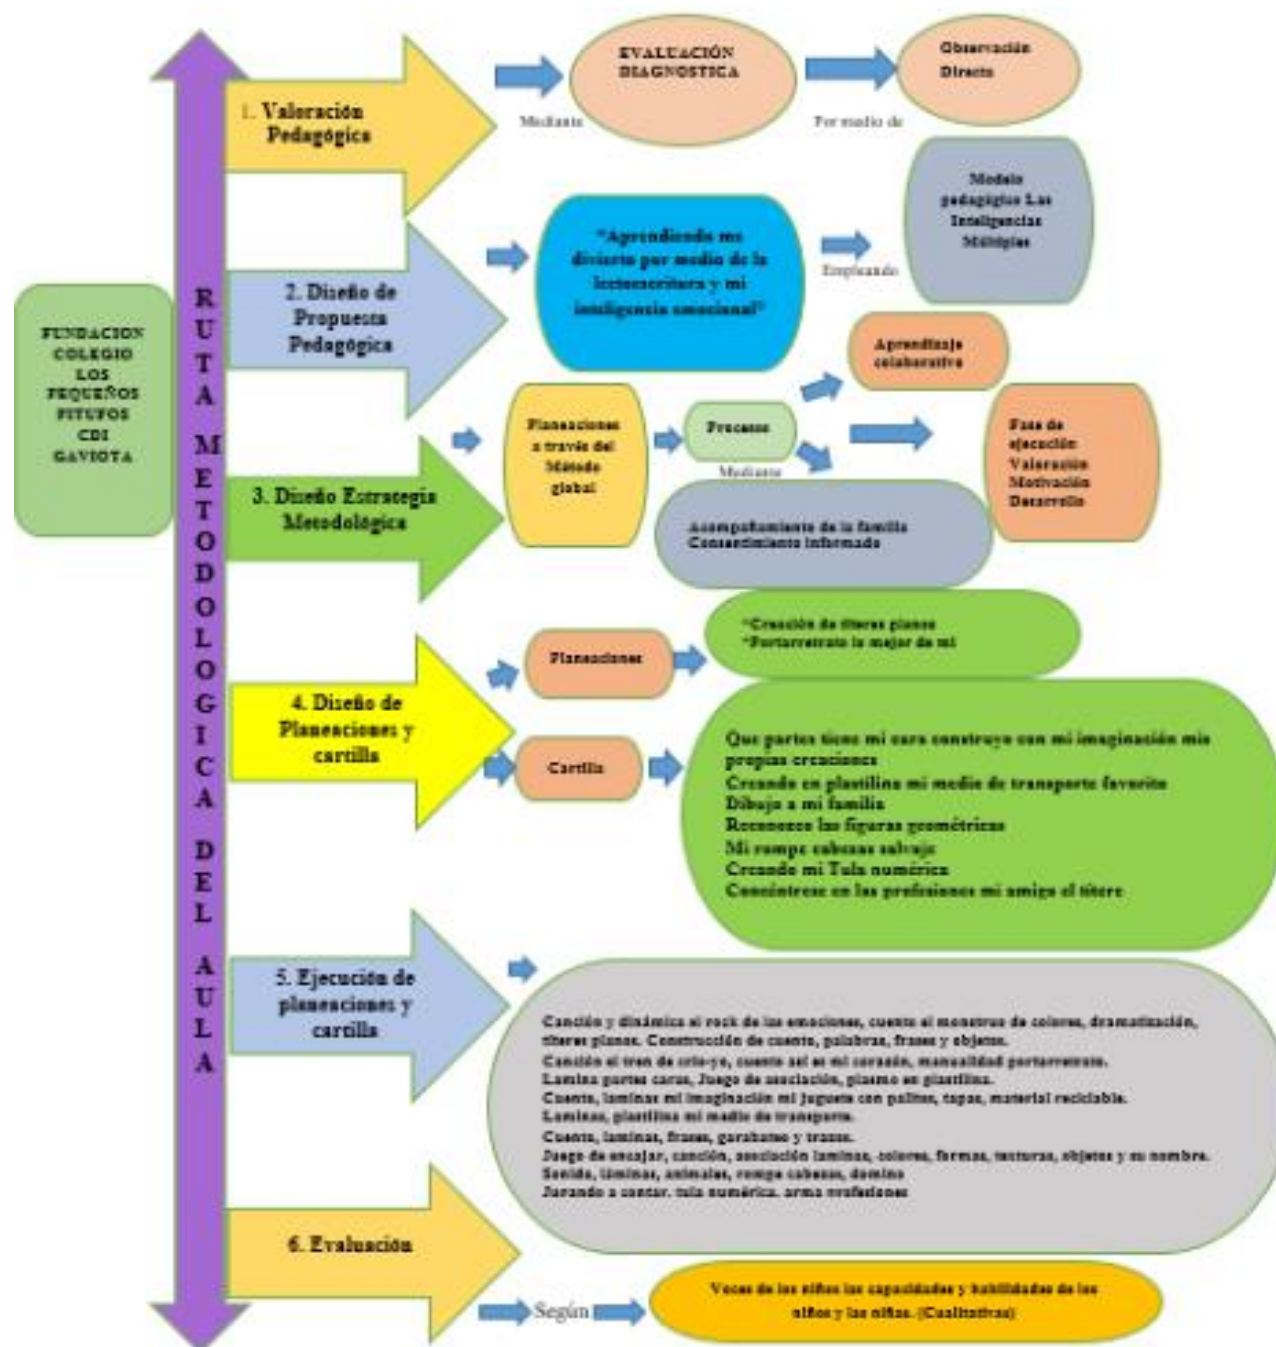 FUNDACION
COLEGIO
LOS
PEQUEÑOS
PITUFOS
CDI
GAVIOTA
RUTA METODOLOGICA DEL AULA
1. Valoración
Pedagógica
Mediante
EVALUACIÓN
DIAGNOSTICA
Por medio de
Observación
Directa
2. Diseño de
Propuesta
Pedagógica
"Aprendiendo me
divierto por medio de la
lectoescritura y mi
inteligencia emocional"
Empleando
Modelo
pedagógico Las
Inteligencias
Múltiples
3. Diseño Estrategia
Metodológica
Planeaciones
a través del
Método
global
Procesos
Mediante
Aprendizaje
colaborativo
Acompañamiento de la familia
Consentimiento informado
Fase de
ejecución
Valoración
Motivación
Desarrollo
4. Diseño de
Planeaciones y
cartilla
Planeaciones
*Creación de títeres planos
*Portarretrato lo mejor de mi
Cartilla
Que partes tiene mi cara construyo con mi imaginación mis
propias creaciones
Creando en plastilina mi medio de transporte favorito
Dibujo a mi familia
Reconozco las figuras geométricas
Mi rompe cabezas salvaje
Creando mi Tula numérica
Concéntrese en las profesiones mi amigo el títere
5. Ejecución de
planeaciones y
cartilla
Canción y dinámica el rock de las emociones, cuento el monstruo de colores, dramatización,
títeres planos. Construcción de cuento, palabras, frases y objetos.
Canción el tren de cris-yo, cuento así es mi corazón, manualidad portarretrato.
Lamina partes caras, Juego de asociación, plasmo en plastilina.
Cuento, laminas mi imaginación mi juguete con palitos, tapas, material reciclable.
Laminas, plastilina mi medio de transporte.
Cuento, laminas, frases, garabateo y trazos.
Juego de encajar, canción, asociación laminas, colores, formas, texturas, objetos y su nombre.
Sonido, láminas, animales, rompe cabezas, domino
a contar, tula numérica, arma profesiones
6. Evaluación
Según
Voces de los niños las capacidades y habilidades de los
niños y las niñas. (Cualitativas)